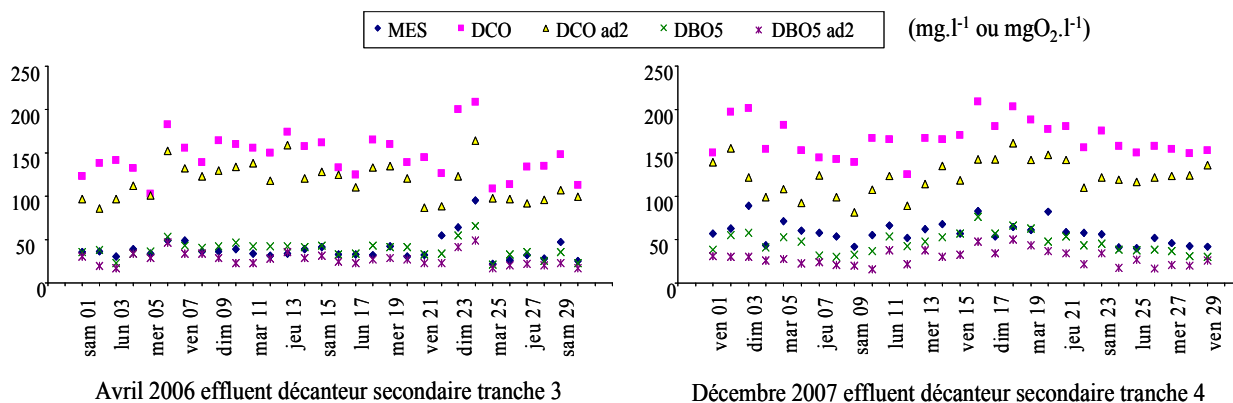 MES DCO DCO ad2 DBO5 DBO5 ad2 (mg.l-1 ou mgO2.l-1)
250
200
150
100
50
0
sam 01
lun 03
mer 05
ven 07
dim 09
mar 11
jeu 13
sam 15
lun 17
mer 19
ven 21
dim 23
mar 25
jeu 27
sam 29
Avril 2006 effluent décanteur secondaire tranche 3
250
200
150
100
50
0
ven 01
dim 03
mar 05
jeu 07
sam 09
lun 11
mer 13
ven 15
dim 17
mar 19
jeu 21
sam 23
lun 25
mer 27
ven 29
Décembre 2007 effluent décanteur secondaire tranche 4